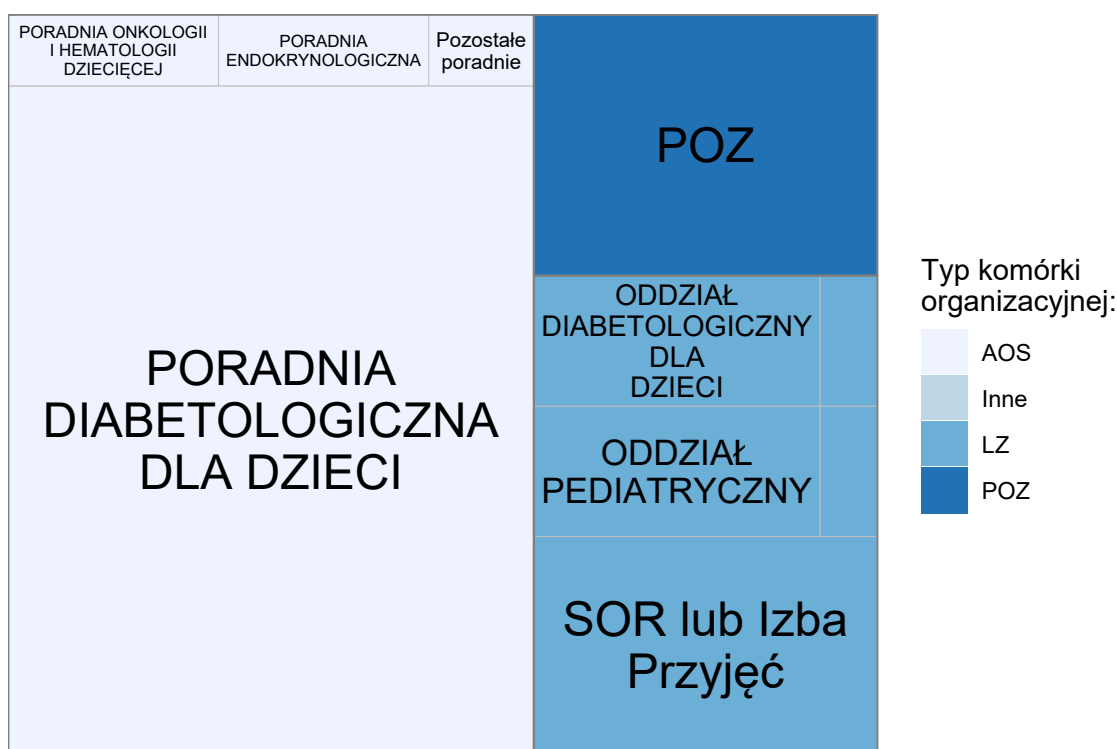 PORADNIA ONKOLOGII
I HEMATOLOGII
DZIECIĘCEJ
PORADNIA
ENDOKRYNOLOGICZNA
Pozostałe
poradnie
PORADNIA
DIABETOLOGICZNA
DLA DZIECI
POZ
ODDZIAŁ
DIABETOLOGICZNY
DLA
DZIECI
ODDZIAŁ
PEDIATRYCZNY
SOR lub Izba
Przyjęć
Typ komórki
organizacyjnej:
AOS
Inne
LZ
POZ